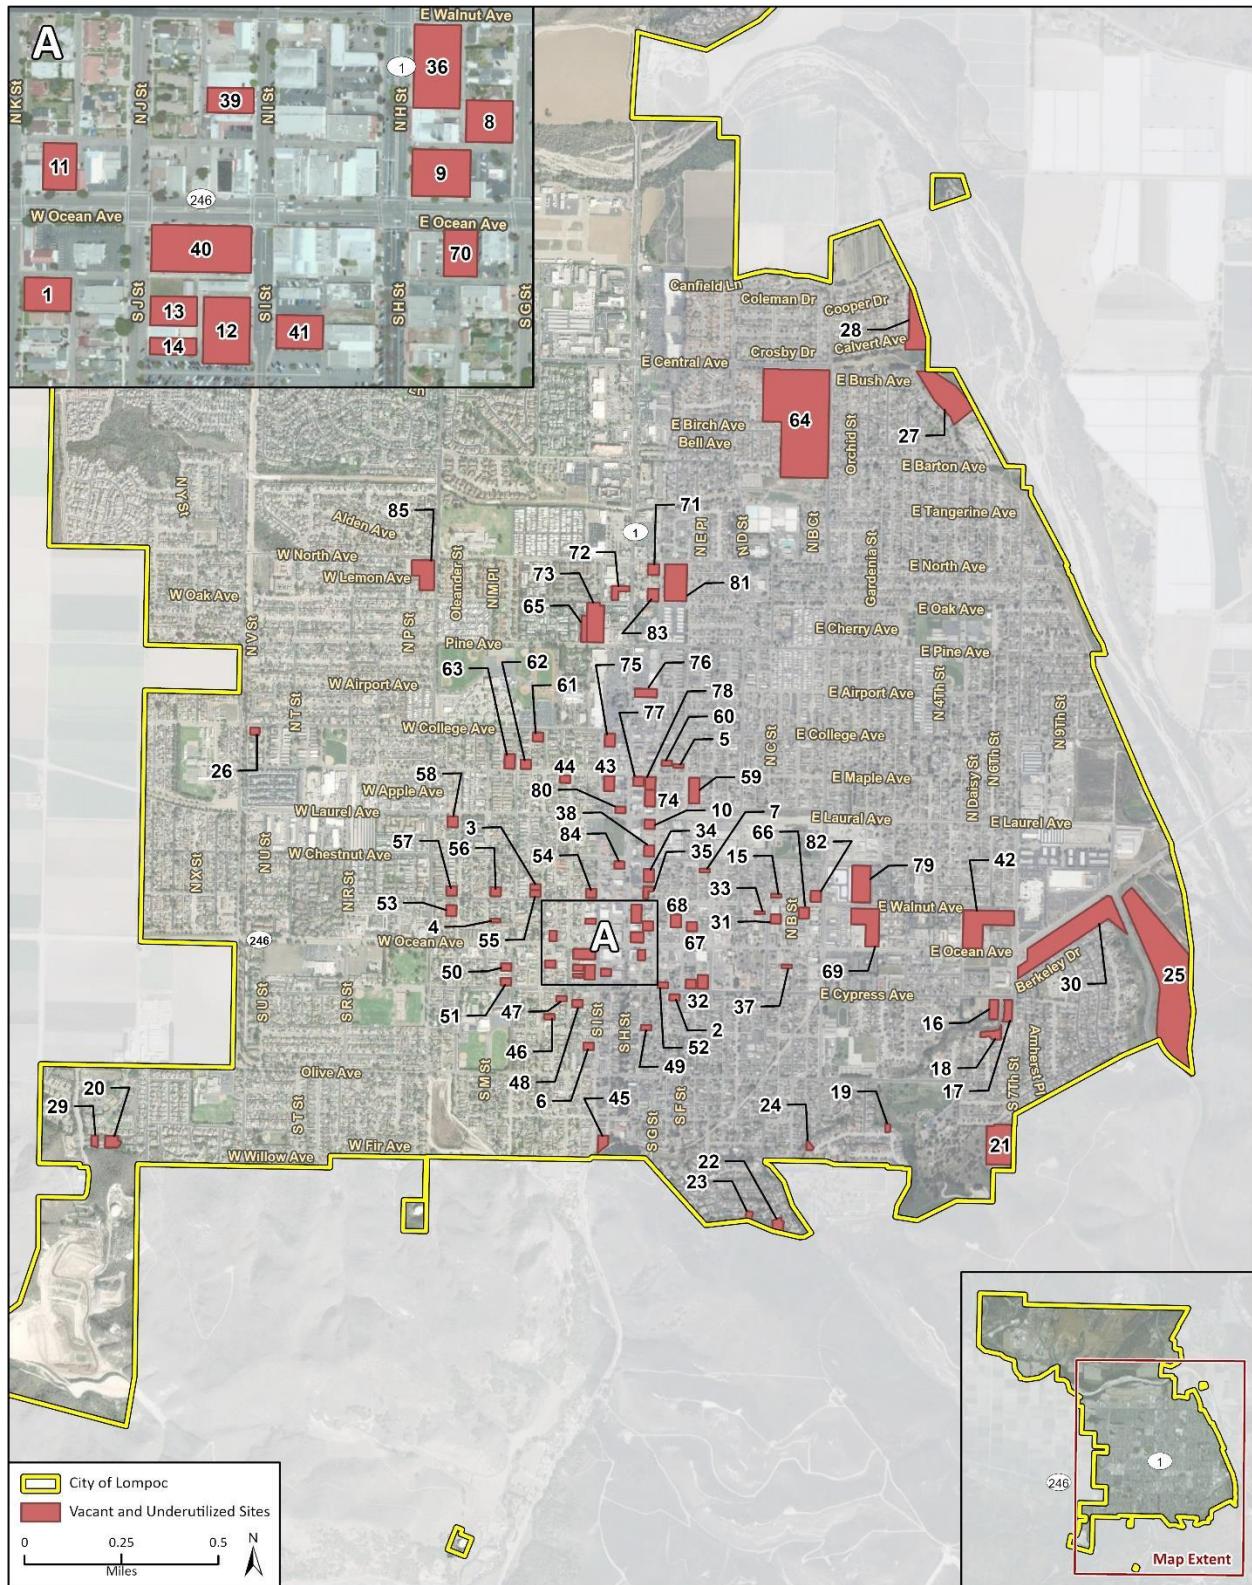 A
E Walnut Ave
1
36
N K St
N J St
39
N I St
N H St
8
11
9
246
W Ocean Ave
E Ocean Ave
40
70
1
S J St
13
12
S I St
41
S H St
S G St
14
Canfield Ln
Coleman Dr
Cooper Dr
28
Calvert Ave
Crosby Dr
E Central Ave
E Bush Ave
64
27
E Birch Ave
Bell Ave
Orchid St
E Barton Ave
N Y St
85
71
E Tangerine Ave
Alden Ave
1
N E Pl
N D St
N B Ct
W North Ave
72
Gardenia St
E North Ave
W Lemon Ave
Oleander St
N M Pl
73
81
W Oak Ave
65
E Oak Ave
83
E Cherry Ave
N V St
N P St
Pine Ave
62
75
76
E Pine Ave
63
61
78
W Airport Ave
E Airport Ave
N 4Th St
77
60
N T St
W College Ave
5
N C St
E College Ave
N 9Th St
26
44
43
N 6Th St
58
59
E Maple Ave
N Daisy St
W Apple Ave
80
74
W Laurel Ave
38
10
7
E Laural Ave
E Laurel Ave
3
34
66
57
W Chestnut Ave
56
84
35
82
54
15
79
42
N X St
N U St
N R St
33
53
68
E Walnut Ave
4
31
N B St
246
W Ocean Ave
55
A
67
E Ocean Ave
50
69
Berkeley Dr
30
25
51
32
37
E Cypress Ave
S U St
S R St
47
S I St
S H St
2
16
46
52
18
48
49
17
Amherst Pl
Olive Ave
S M St
6
45
S 7Th St
20
19
29
S T St
24
S G St
S F St
W Fir Ave
21
W Willow Ave
22
23
City of Lompoc
Vacant and Underutilized Sites
0 0.25 0.5
Miles
N
1
246
Map Extent